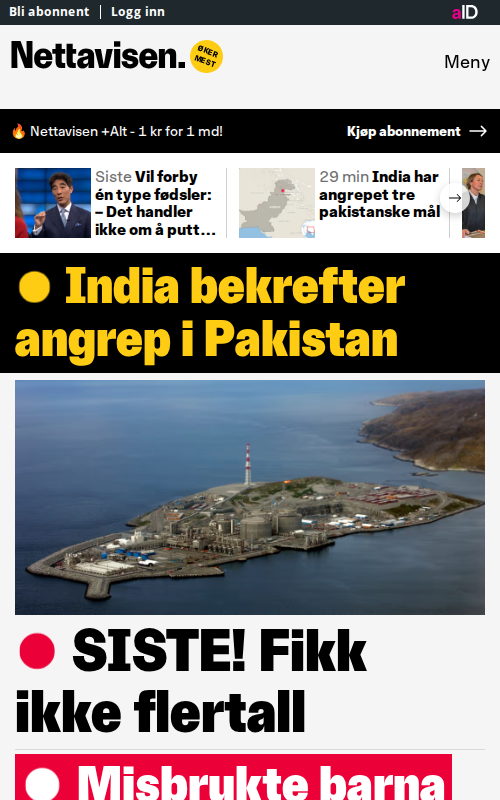 Bli abonnent | Logg inn
aID
Nettavisen.
ØKER
MEST
Meny
Nettavisen +Alt - 1 kr for 1 md!
Kjøp abonnement
Siste Vil forby
én type fødsler:
– Det handler
ikke om å putt...
29 min India har
angrepet tre
pakistanske mål
India bekrefter
angrep i Pakistan
SISTE! Fikk
ikke flertall
Misbrukte barna